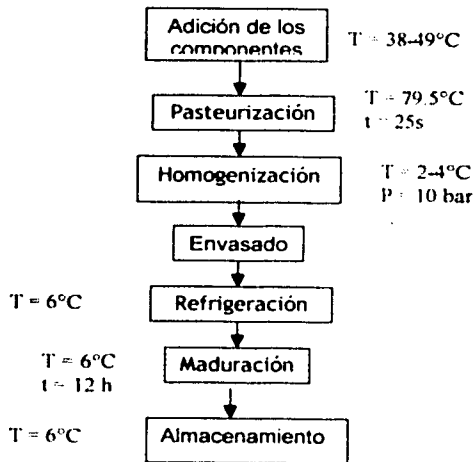 Adición de los
componentes
T = 38-49°C
Pasteurización
T = 79.5°C
t = 25s
Homogenización
T = 2-4°C
P = 10 bar
Envasado
T = 6°C
Refrigeración
T = 6°C
t = 12 h
Maduración
T = 6°C
Almacenamiento